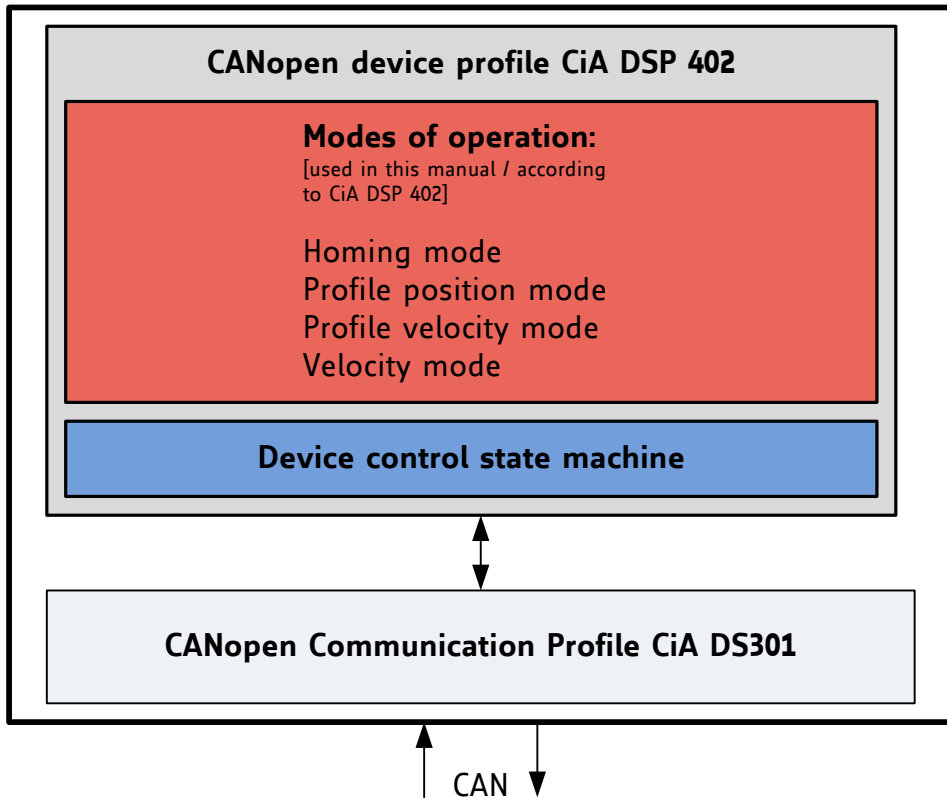 CANopen device profile CiA DSP 402
Modes of operation:
[used in this manual / according
to CiA DSP 402]
Homing mode
Profile position mode
Profile velocity mode
Velocity mode
Device control state machine
CANopen Communication Profile CiA DS301
CAN